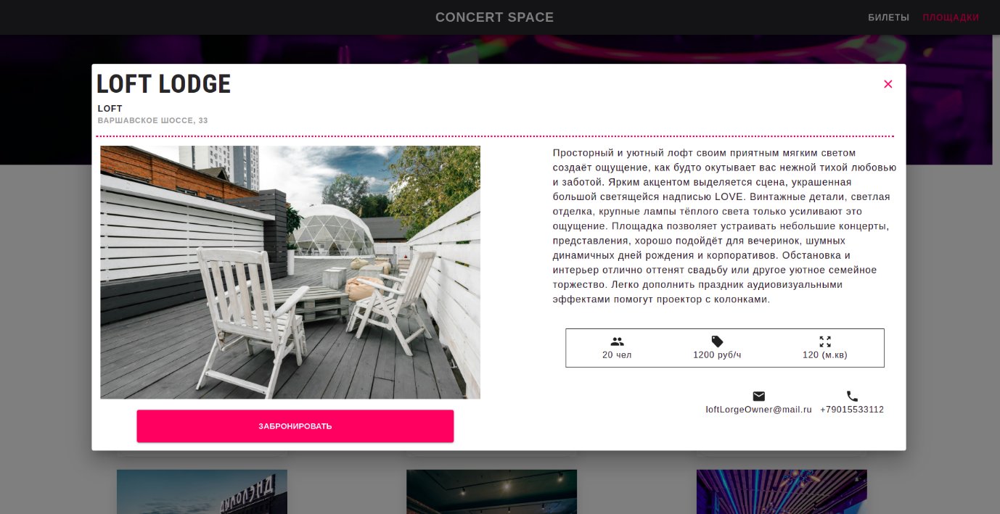 CONCERT SPACE
БИЛЕТЫ
ПЛОЩАДКИ
LOFT LODGE
LOFT
ВАРШАВСКОЕ ШОССЕ, 33
Просторный и уютный лофт своим приятным мягким светом
создаёт ощущение, как будто окутывает вас нежной тихой любовью
и заботой. Ярким акцентом выделяется сцена, украшенная
большой светящейся надписью LOVE. Винтажные детали, светлая
отделка, крупные лампы тёплого света только усиливают это
ощущение. Площадка позволяет устраивать небольшие концерты,
представления, хорошо подойдёт для вечеринок, шумных
динамичных дней рождения и корпоративов. Обстановка и
интерьер отлично оттенят свадьбу или другое уютное семейное
торжество. Легко дополнить праздник аудиовизуальными
эффектами помогут проектор с колонками.
20 чел
1200 руб/ч
120 (м.кв)
loftLorgeOwner@mail.ru
+79015533112
ЗАБРОНИРОВАТЬ